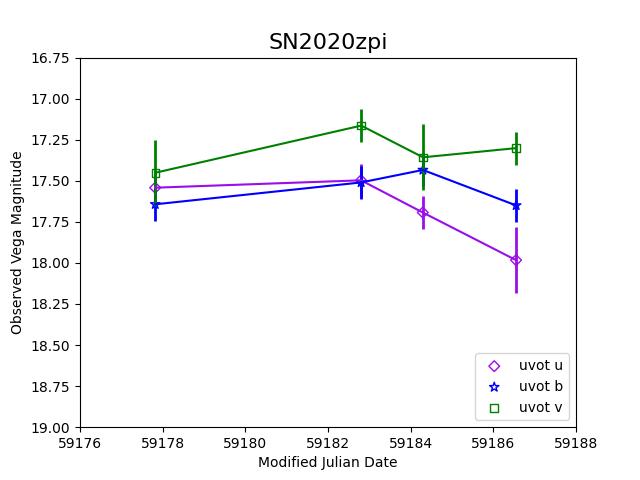 SN2020zpi
16.75
17.00
17.25
17.50
17.75
18.00
18.25
18.50
18.75
19.00
Observed Vega Magnitude
uvot u
uvot b
uvot v
59176 59178 59180 59182 59184 59186 59188
Modified Julian Date